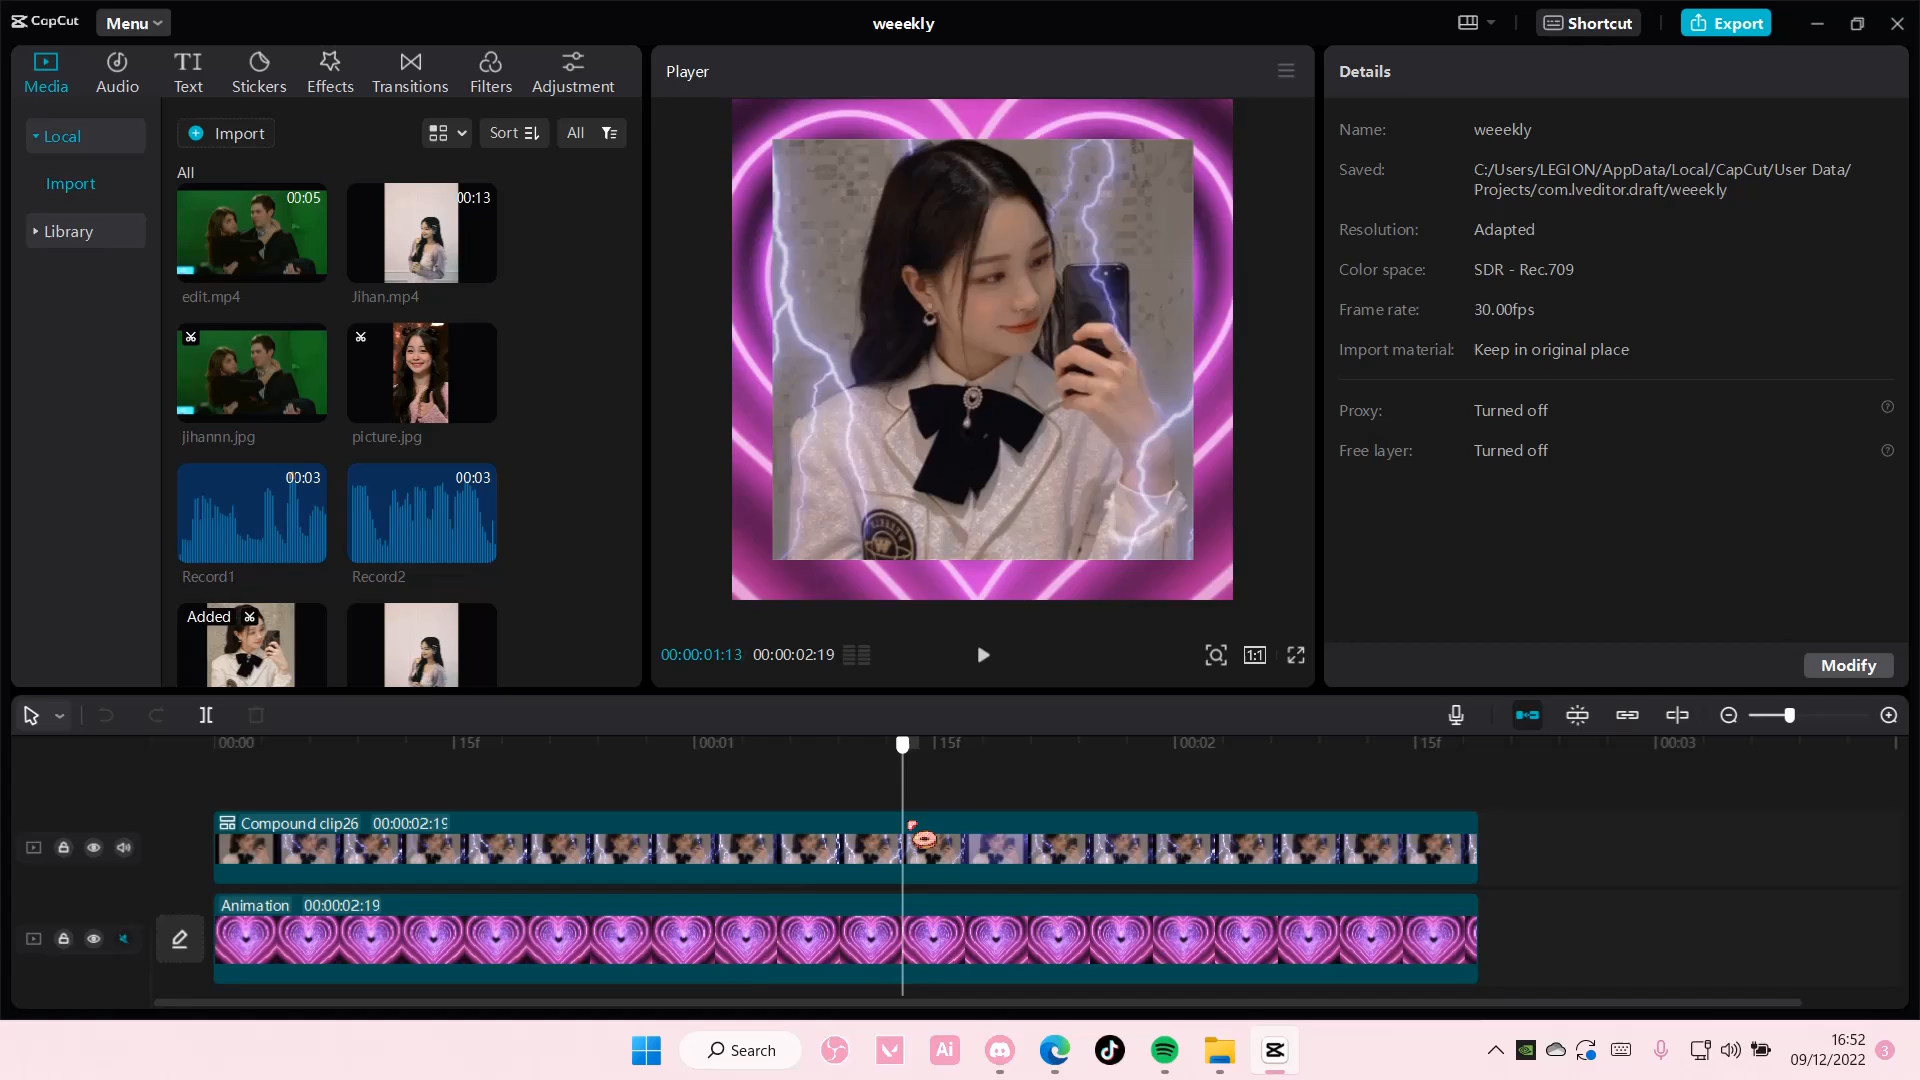 CapCut
Menu
weeekly
Shortcut
Export
Media
Audio
TI
Text
Stickers
Effects
Transitions
Filters
Adjustment
Local
Import
Library
Import
Sort
All
All
00:05
edit.mp4
00:13
Jihan.mp4
jihannn.jpg
picture.jpg
00:03
Record1
00:03
Record2
Added
Player
00:00:01:13
00:00:02:19
1:1
Details
Name:
weeekly
Saved:
C:/Users/LEGION/AppData/Local/CapCut/User Data/
Projects/com.lveditor.draft/weeekly
Resolution:
Adapted
Color space:
SDR - Rec.709
Frame rate:
30.00fps
Import material:
Keep in original place
Proxy:
Turned off
Free layer:
Turned off
Modify
00:00
15f
00:01
15f
00:02
15f
00:03
Compound clip26 00:00:02:19
Animation 00:00:02:19
Search
Ai
16:52
09/12/2022
3